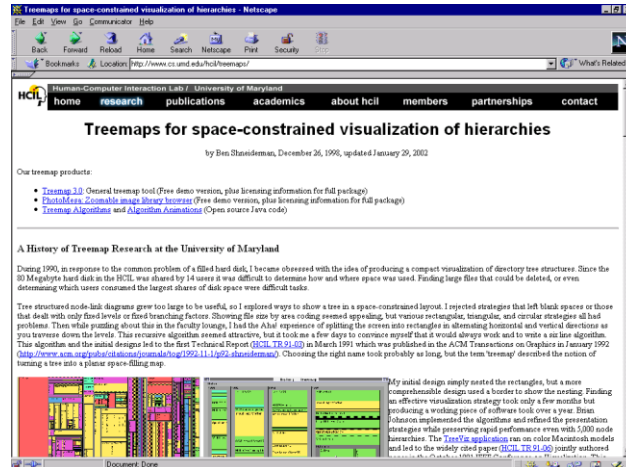 Treemaps for space-constrained visualization of hierarchies - Netscape
File Edit View Go Communicator Help
Back Forward Reload Home Search Netscape Print Security Stop
Bookmarks Location: http://www.cs.umd.edu/hcil/treemaps/ What's Related
HCIL Human-Computer Interaction Lab / University of Maryland
home research publications academics about hcil members partnerships contact
Treemaps for space-constrained visualization of hierarchies
by Ben Shneiderman, December 26, 1998, updated January 29, 2002
Our treemap products:
Treemap 3.0: General treemap tool (Free demo version, plus licensing information for full package)
PhotoMesa: Zoomable image library browser (Free demo version, plus licensing information for full package)
Treemap Algorithms and Algorithm Animations (Open source Java code)
A History of Treemap Research at the University of Maryland
During 1990, in response to the common problem of a filled hard disk, I became obsessed with the idea of producing a compact visualization of directory tree structures. Since the
80 Megabyte hard disk in the HCIL was shared by 14 users it was difficult to determine how and where space was used. Finding large files that could be deleted, or even
determining which users consumed the largest shares of disk space were difficult tasks.
Tree structured node-link diagrams grew too large to be useful, so I explored ways to show a tree in a space-constrained layout. I rejected strategies that left blank spaces or those
that dealt with only fixed levels or fixed branching factors. Showing file size by area coding seemed appealing, but various rectangular, triangular, and circular strategies all had
problems. Then while puzzling about this in the faculty lounge, I had the Aha! experience of splitting the screen into rectangles in alternating horizontal and vertical directions as
you traverse down the levels. This recursive algorithm seemed attractive, but it took me a few days to convince myself that it would always work and to write a six line algorithm.
This algorithm and the initial designs led to the first Technical Report (HCIL TR 91-03) in March 1991 which was published in the ACM Transactions on Graphics in January 1992
(http://www.acm.org/pubs/citations/journals/tog/1992-11-1/p92-shneiderman/). Choosing the right name took probably as long, but the term 'treemap' described the notion of
turning a tree into a planar space-filling map.
My initial design simply nested the rectangles, but a more
comprehensible design used a border to show the nesting. Finding
an effective visualization strategy took only a few months but
producing a working piece of software took over a year. Brian
Johnson implemented the algorithms and refined the presentation
strategies while preserving rapid performance even with 5,000 node
hierarchies. The TreeViz application ran on color Macintosh models
and led to the widely cited paper (HCIL TR 91-06) jointly authored
Document: Done